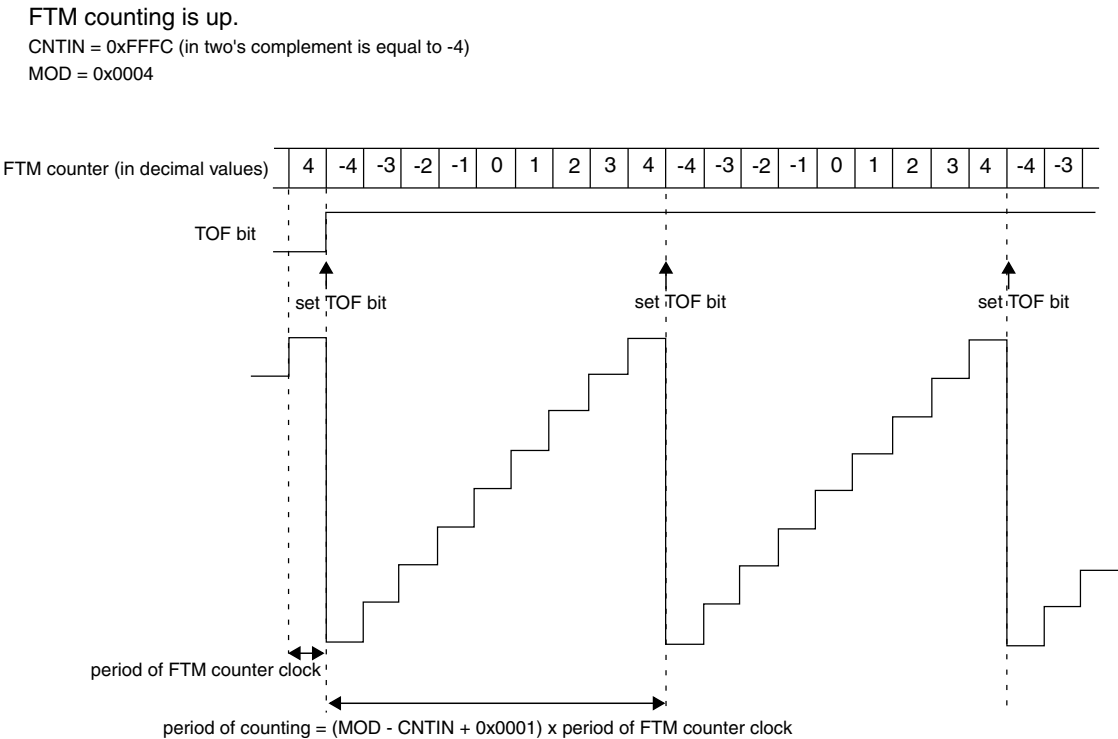 FTM counting is up.
CNTIN = 0xFFFC (in two's complement is equal to -4)
MOD = 0x0004
FTM counter (in decimal values) 4 -4 -3 -2 -1 0 1 2 3 4 -4 -3 -2 -1 0 1 2 3 4 -4 -3
TOF bit
set TOF bit set TOF bit set TOF bit
period of FTM counter clock
period of counting = (MOD - CNTIN + 0x0001) x period of FTM counter clock